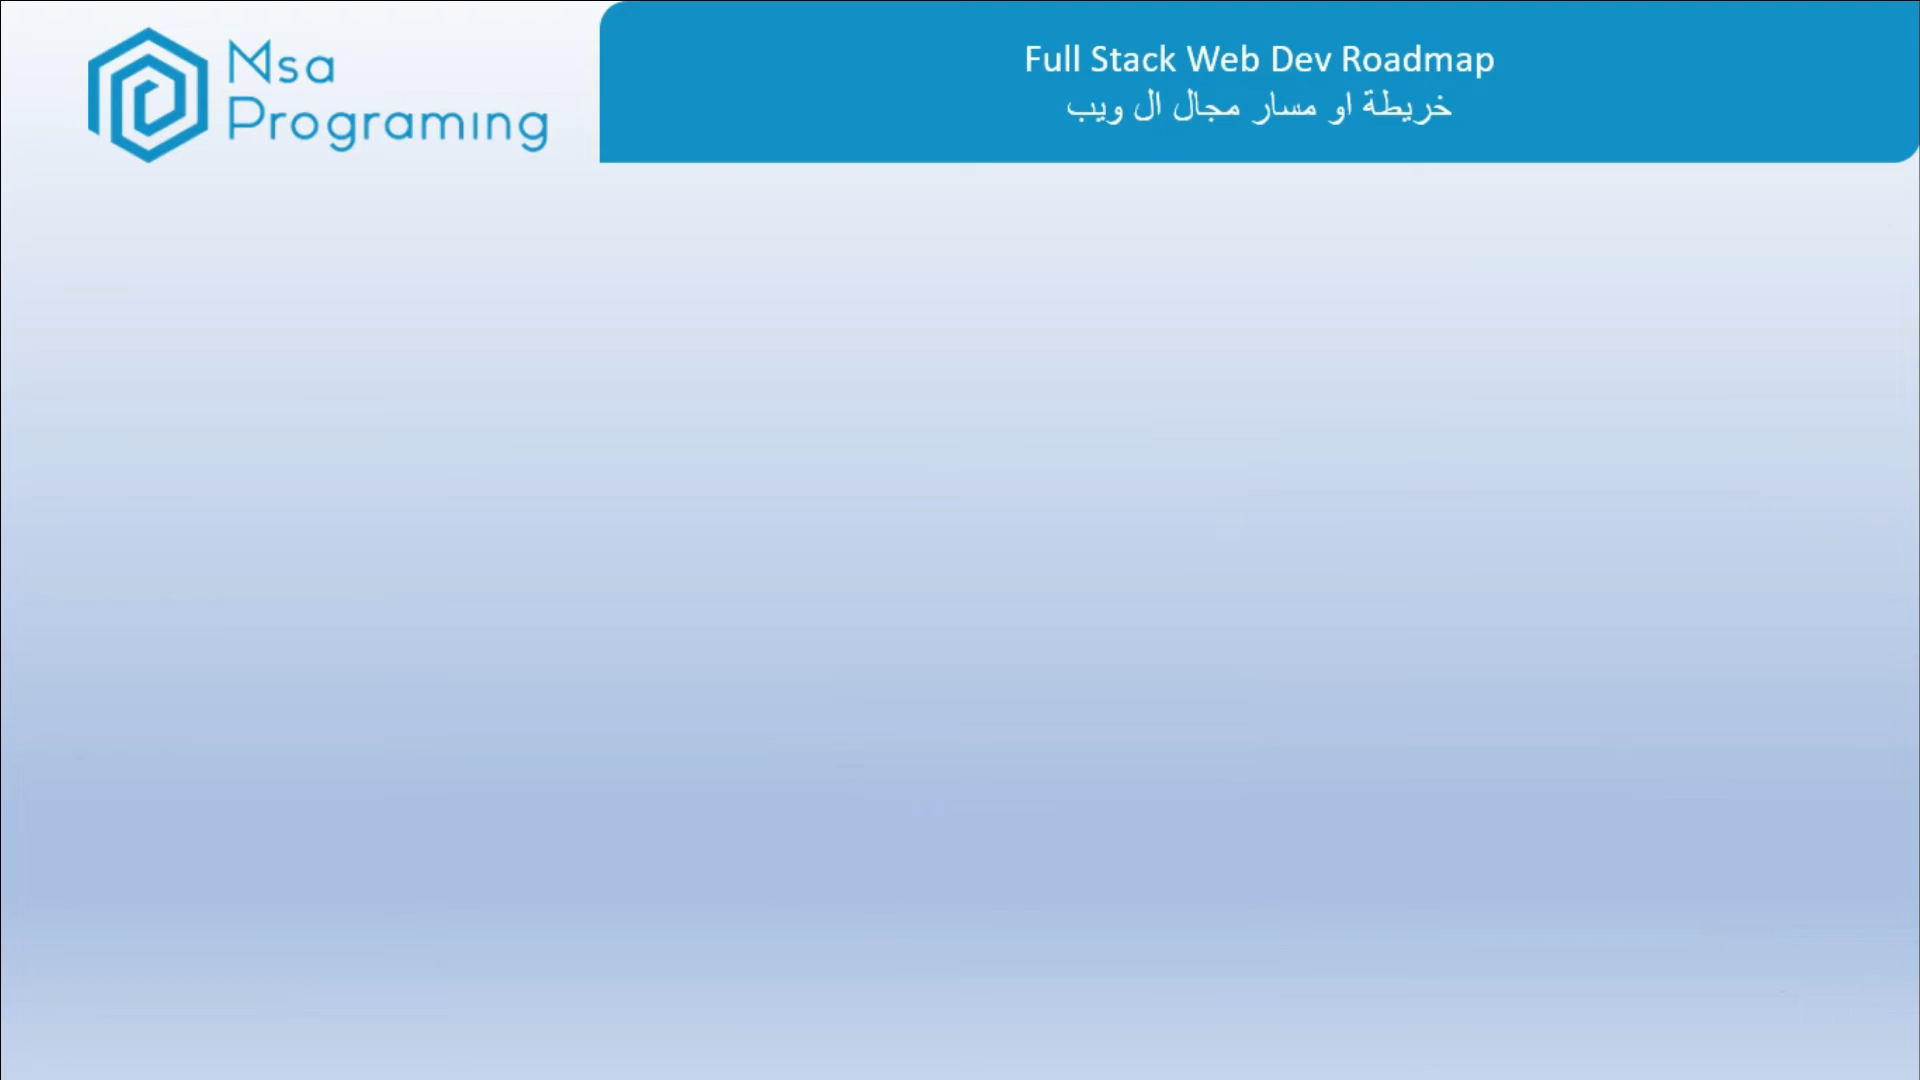 Msa
Programing
Full Stack Web Dev Roadmap
خريطة او مسار مجال ال ويب